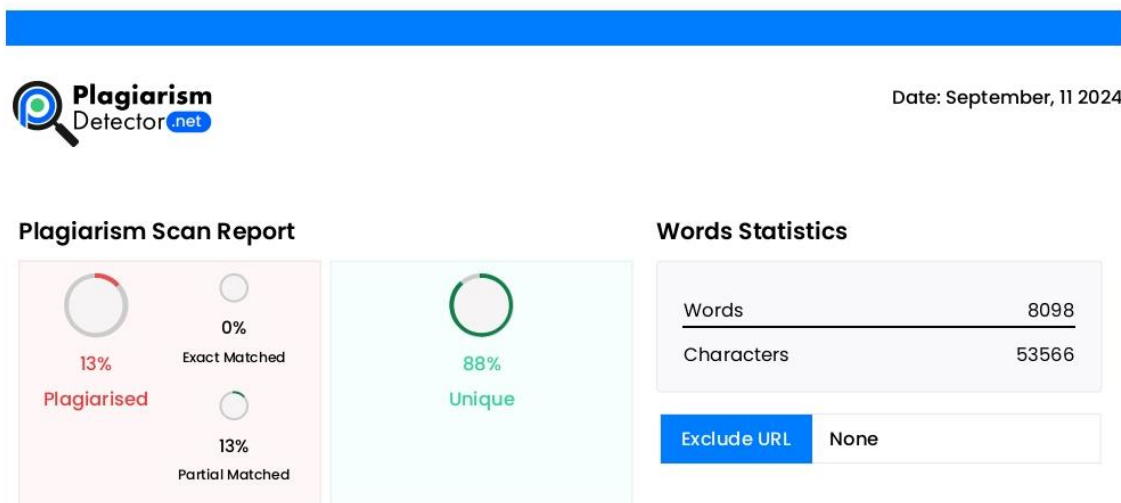 Plagiarism
Detector.net
Date: September, 11 2024
Plagiarism Scan Report
13%
Plagiarised
0%
Exact Matched
13%
Partial Matched
88%
Unique
Words Statistics
Words 8098
Characters 53566
Exclude URL None